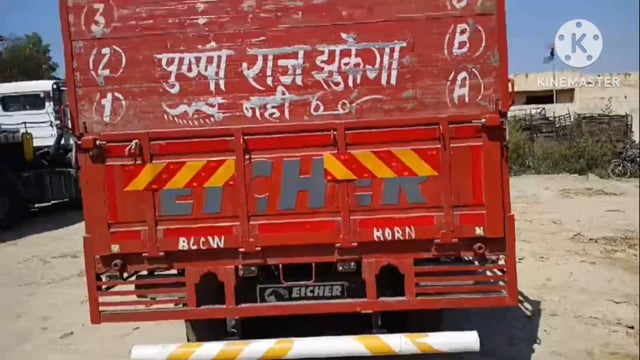 3 C
2 पुष्पा राज झुकेगा B
1 नही A
EICHER
BLOW HORN
EICHER
K
KINEMASTER